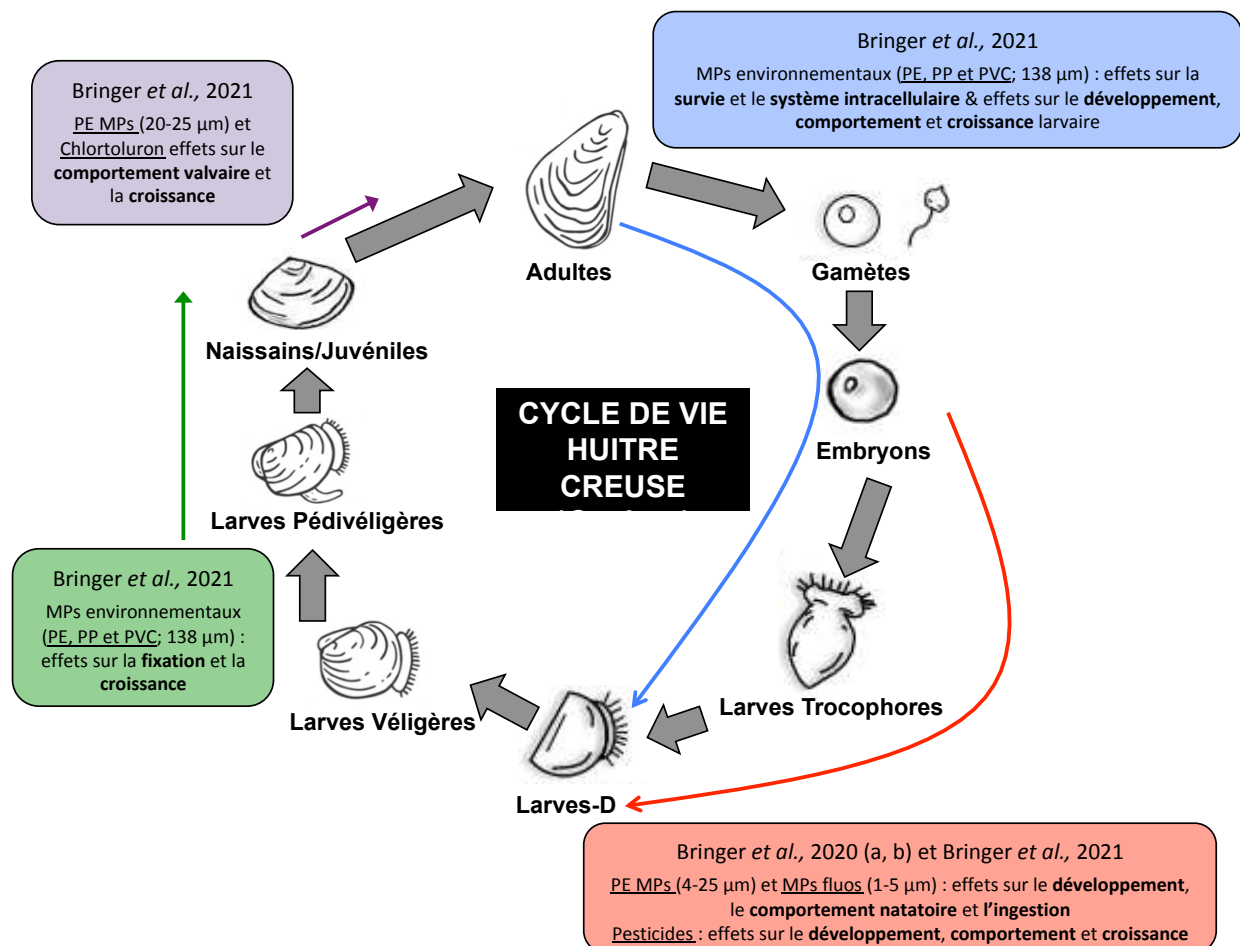 Bringer et al., 2021
MPs environnementaux (PE, PP et PVC; 138 µm) : effets sur la
survie et le système intracellulaire & effets sur le développement,
comportement et croissance larvaire
Bringer et al., 2021
PE MPs (20-25 µm) et
Chlortoluron effets sur le
comportement valvaire et
la croissance
Adultes
Gamètes
Naissains/Juvéniles
CYCLE DE VIE
HUITRE
CREUSE
Embryons
Larves Pédivéligères
Bringer et al., 2021
MPs environnementaux
(PE, PP et PVC; 138 µm) :
effets sur la fixation et la
croissance
Larves Véligères
Larves Trocophores
Larves-D
Bringer et al., 2020 (a, b) et Bringer et al., 2021
PE MPs (4-25 µm) et MPs fluos (1-5 µm) : effets sur le développement,
le comportement natatoire et l’ingestion
Pesticides : effets sur le développement, comportement et croissance